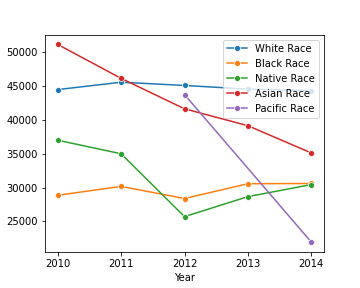 White Race
Black Race
Native Race
Asian Race
Pacific Race
50000
45000
40000
35000
30000
25000
2010 2011 2012 2013 2014
Year